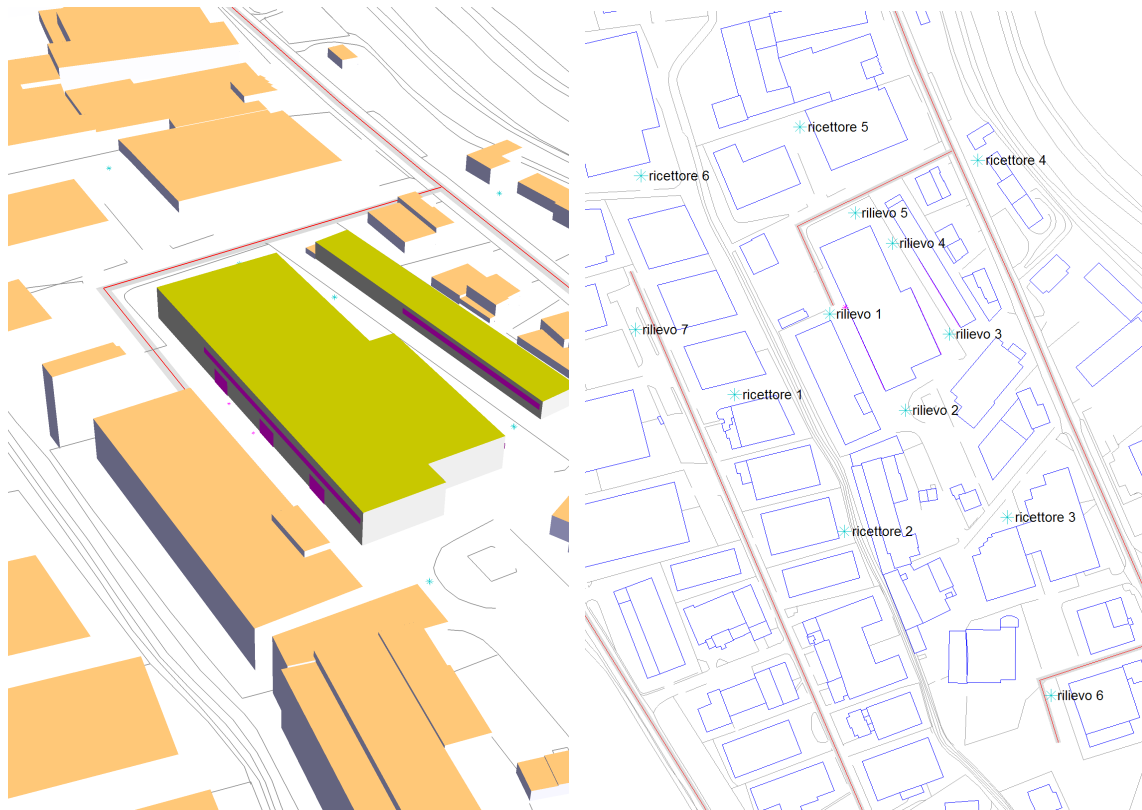 ricettore 5
ricettore 4
ricettore 6
rilievo 5
rilievo 4
rilievo 1
rilievo 7
rilievo 3
ricettore 1
rilievo 2
ricettore 3
ricettore 2
rilievo 6